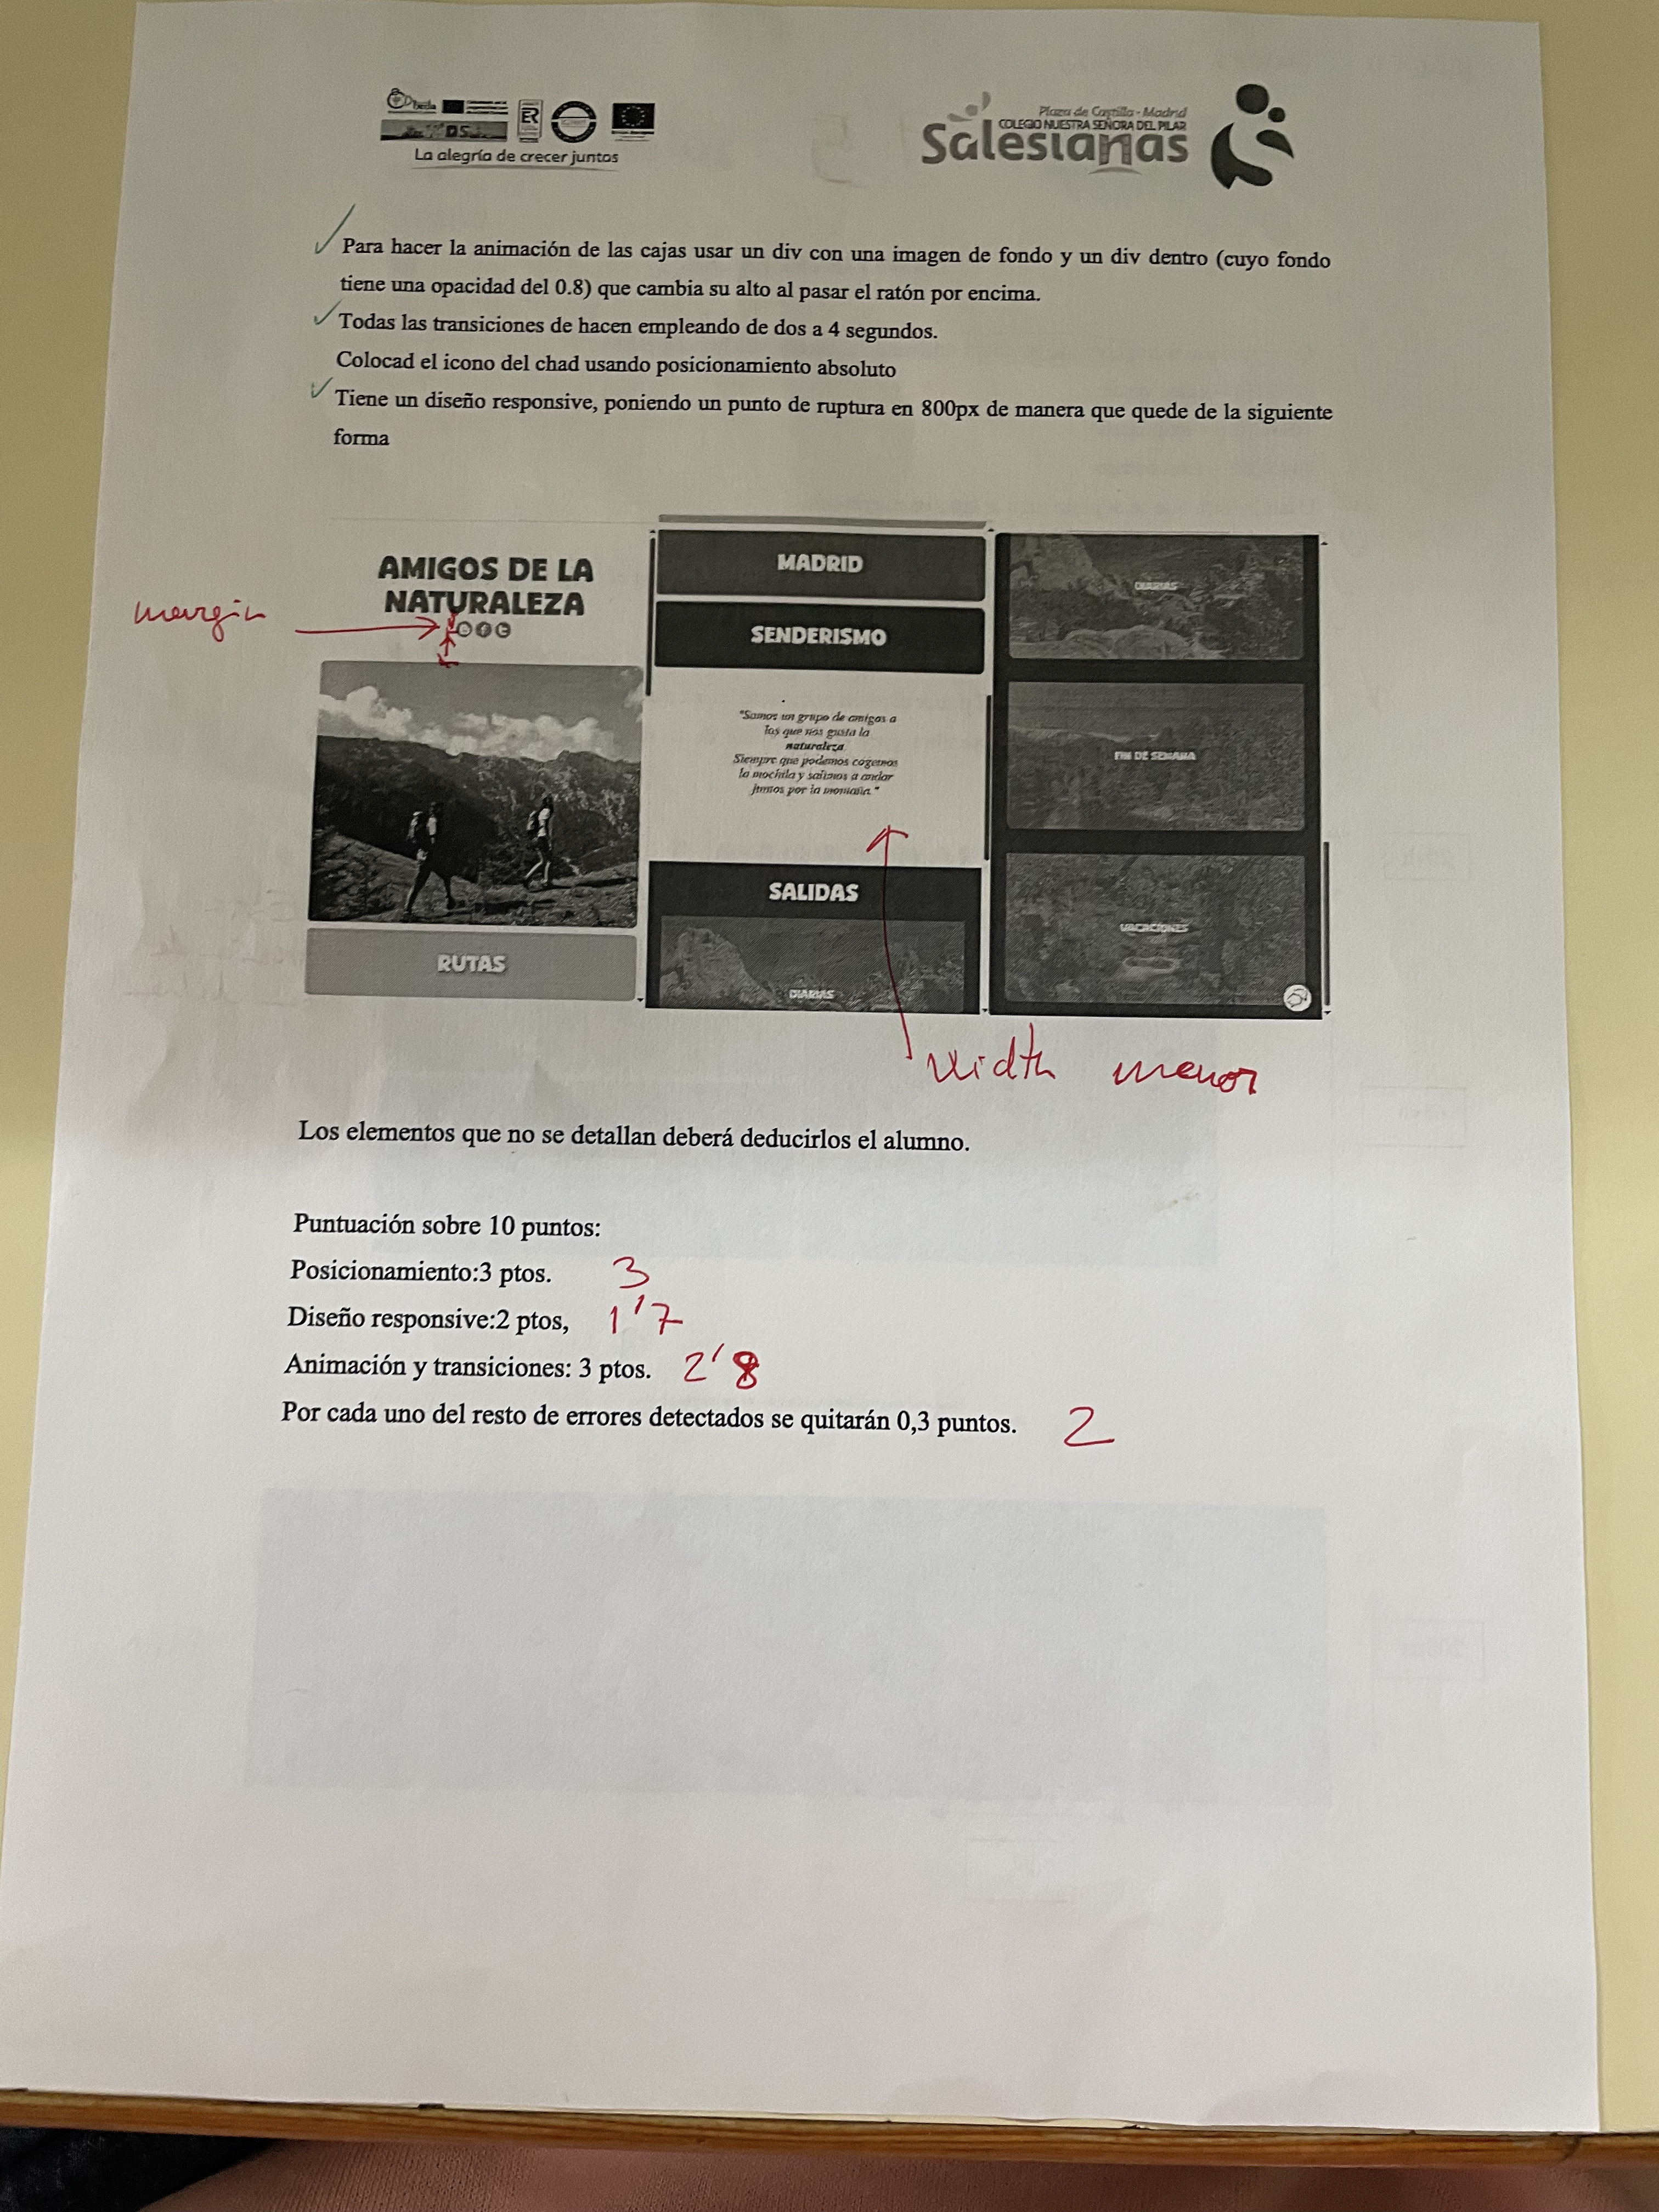 ER
La alegría de crecer juntos
Plaza de Castilla - Madrid
COLEGIO NUESTRA SEÑORA DEL PILAR
Salesianas
Para hacer la animación de las cajas usar un div con una imagen de fondo y un div dentro (cuyo fondo
tiene una opacidad del 0.8) que cambia su alto al pasar el ratón por encima.
Todas las transiciones de hacen empleando de dos a 4 segundos.
Colocad el icono del chad usando posicionamiento absoluto
Tiene un diseño responsive, poniendo un punto de ruptura en 800px de manera que quede de la siguiente
forma
margin
AMIGOS DE LA
NATURALEZA
RUTAS
MADRID
SENDERISMO
"Somos un grupo de amigos a
los que nos gusta la
naturaleza.
Siempre que podemos cogemos
la mochila y salimos a andar
juntos por la montaña."
SALIDAS
DIARIAS
DIARIAS
FIN DE SEMANA
VACACIONES
width menor
Los elementos que no se detallan deberá deducirlos el alumno.
Puntuación sobre 10 puntos:
Posicionamiento:3 ptos. 3
Diseño responsive:2 ptos, 1'7
Animación y transiciones: 3 ptos. 2'8
Por cada uno del resto de errores detectados se quitarán 0,3 puntos. 2